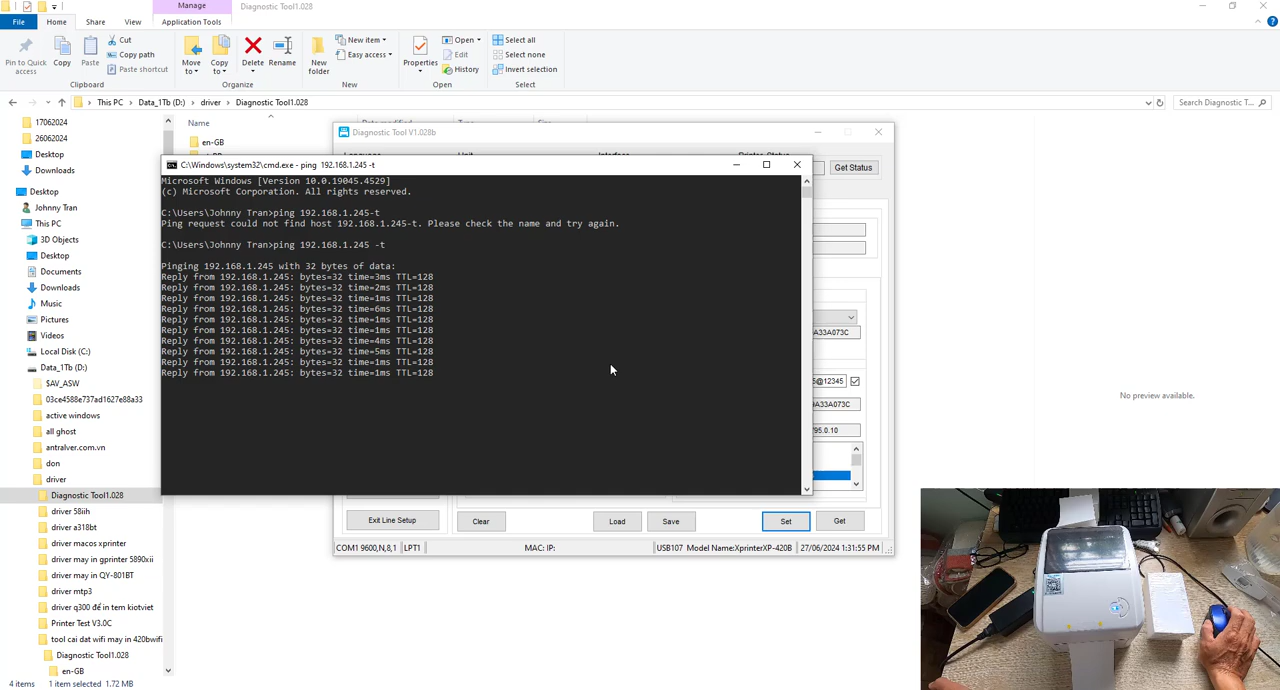 Manage
Diagnostic Tool1.028
File
Home
Share
View
Application Tools
Pin to Quick access
Copy
Paste
Cut
Copy path
Paste shortcut
Clipboard
Move to
Copy to
Delete
Rename
Organize
New folder
New item
Easy access
New
Properties
Open
Edit
History
Open
Select all
Select none
Invert selection
Select
This PC > Data_1Tb (D:) > driver > Diagnostic Tool1.028
Search Diagnostic T...
17062024
26062024
Desktop
Downloads
Desktop
Johnny Tran
This PC
3D Objects
Desktop
Documents
Downloads
Music
Pictures
Videos
Local Disk (C:)
Data_1Tb (D:)
$AV_ASW
03ce4588e737ad1627e88a33
active windows
all ghost
antralver.com.vn
don
driver
Diagnostic Tool1.028
driver 58iih
driver a318bt
driver macos xprinter
driver may in gprinter 5890xii
driver may in QY-801BT
driver mtp3
driver q300 để in tem kiotviet
Printer Test V3.0C
tool cai dat wifi may in 420bwifi
Diagnostic Tool1.028
en-GB
4 items
1 item selected 1.72 MB
Name
en-GB
Diagnostic Tool V1.028b
Get Status
C:\Windows\system32\cmd.exe - ping 192.168.1.245 -t
Microsoft Windows [Version 10.0.19045.4529]
(c) Microsoft Corporation. All rights reserved.
C:\Users\Johnny Tran>ping 192.168.1.245-t
Ping request could not find host 192.168.1.245-t. Please check the name and try again.
C:\Users\Johnny Tran>ping 192.168.1.245 -t
Pinging 192.168.1.245 with 32 bytes of data:
Reply from 192.168.1.245: bytes=32 time=3ms TTL=128
Reply from 192.168.1.245: bytes=32 time=2ms TTL=128
Reply from 192.168.1.245: bytes=32 time=1ms TTL=128
Reply from 192.168.1.245: bytes=32 time=6ms TTL=128
Reply from 192.168.1.245: bytes=32 time=1ms TTL=128
Reply from 192.168.1.245: bytes=32 time=1ms TTL=128
Reply from 192.168.1.245: bytes=32 time=4ms TTL=128
Reply from 192.168.1.245: bytes=32 time=5ms TTL=128
Reply from 192.168.1.245: bytes=32 time=1ms TTL=128
Reply from 192.168.1.245: bytes=32 time=1ms TTL=128
A33A073C
5@12345
A33A073C
95.0.10
Exit Line Setup
Clear
Load
Save
Set
Get
COM1 9600,N,8,1
LPT1
MAC: IP:
USB107 Model Name:XprinterXP-420B
27/06/2024 1:31:55 PM
No preview available.